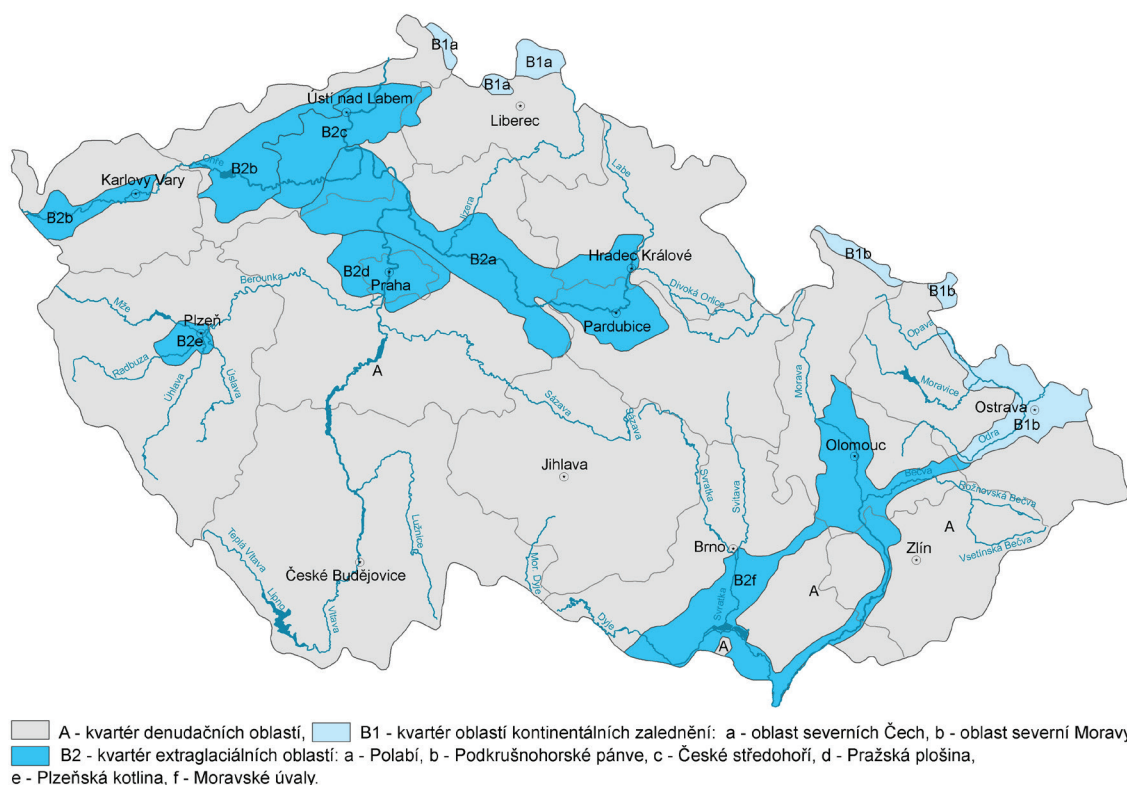 B1a
B1a
B1a
Ústí nad Labem
Liberec
B2c
Ohře
B2b
Labe
Karlovy Vary
B2b
Jizera
B1b
B2a
Hradec Králové
B2d
Berounka
Praha
Divoká Orlice
B1b
Mže
Plzeň
Pardubice
Opava
B2e
Radbuza
A
Morava
Moravice
Úhlava
Úslava
Sázava
Sázava
Ostrava
B1b
Odra
Olomouc
Jihlava
Svratka
Svitava
Bečva
Rožnovská Bečva
A
Lužnice
Teplá Vltava
Brno
Zlín
Vsetínská Bečva
České Budějovice
Mor. Dyje
B2f
A
Lipno
Vltava
Dyje
Svratka
A
A - kvartér denudačních oblastí, B1 - kvartér oblastí kontinentálních zalednění: a - oblast severních Čech, b - oblast severní Moravy
B2 - kvartér extraglaciálních oblastí: a - Polabí, b - Podkrušnohorské pánve, c - České středohoří, d - Pražská plošina,
e - Plzeňská kotlina, f - Moravské úvaly.